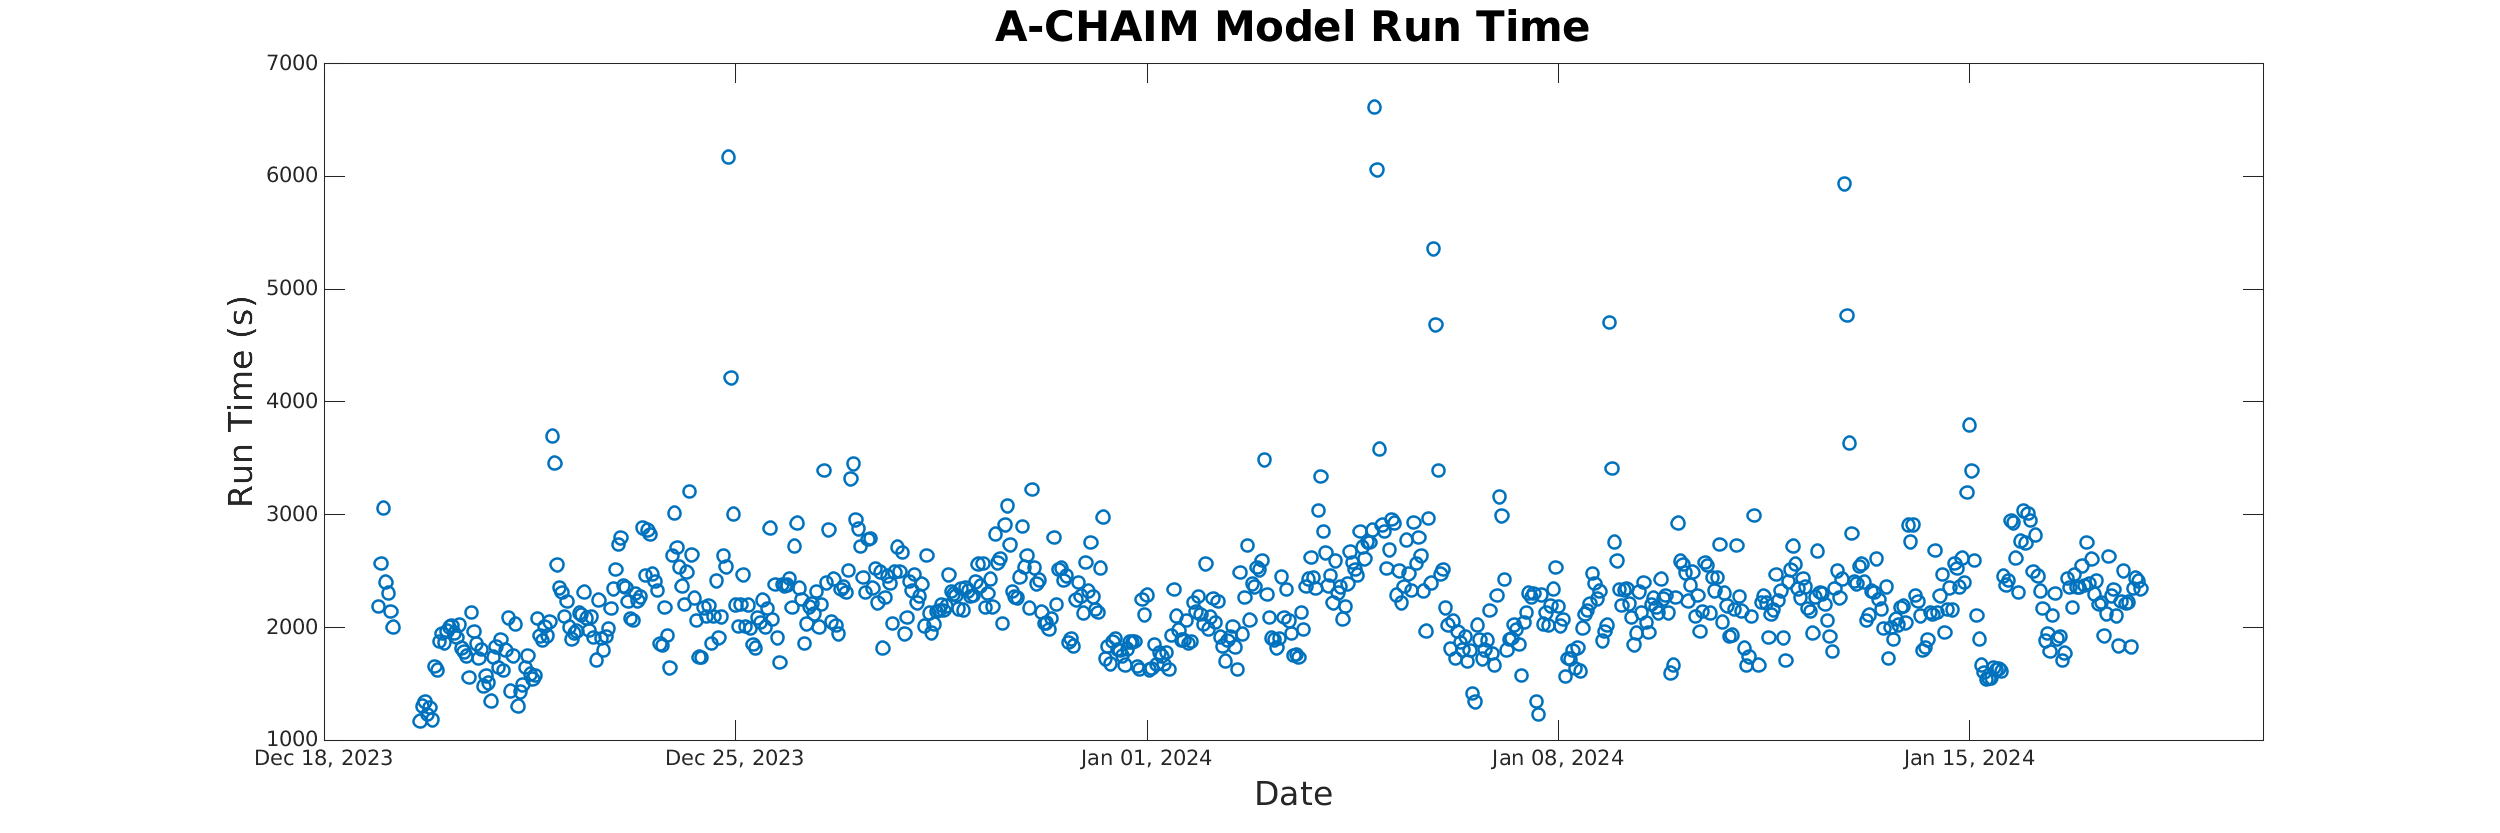 A-CHAIM Model Run Time
7000
6000
5000
4000
3000
2000
1000
Run Time (s)
Dec 18, 2023
Dec 25, 2023
Jan 01, 2024
Jan 08, 2024
Jan 15, 2024
Date